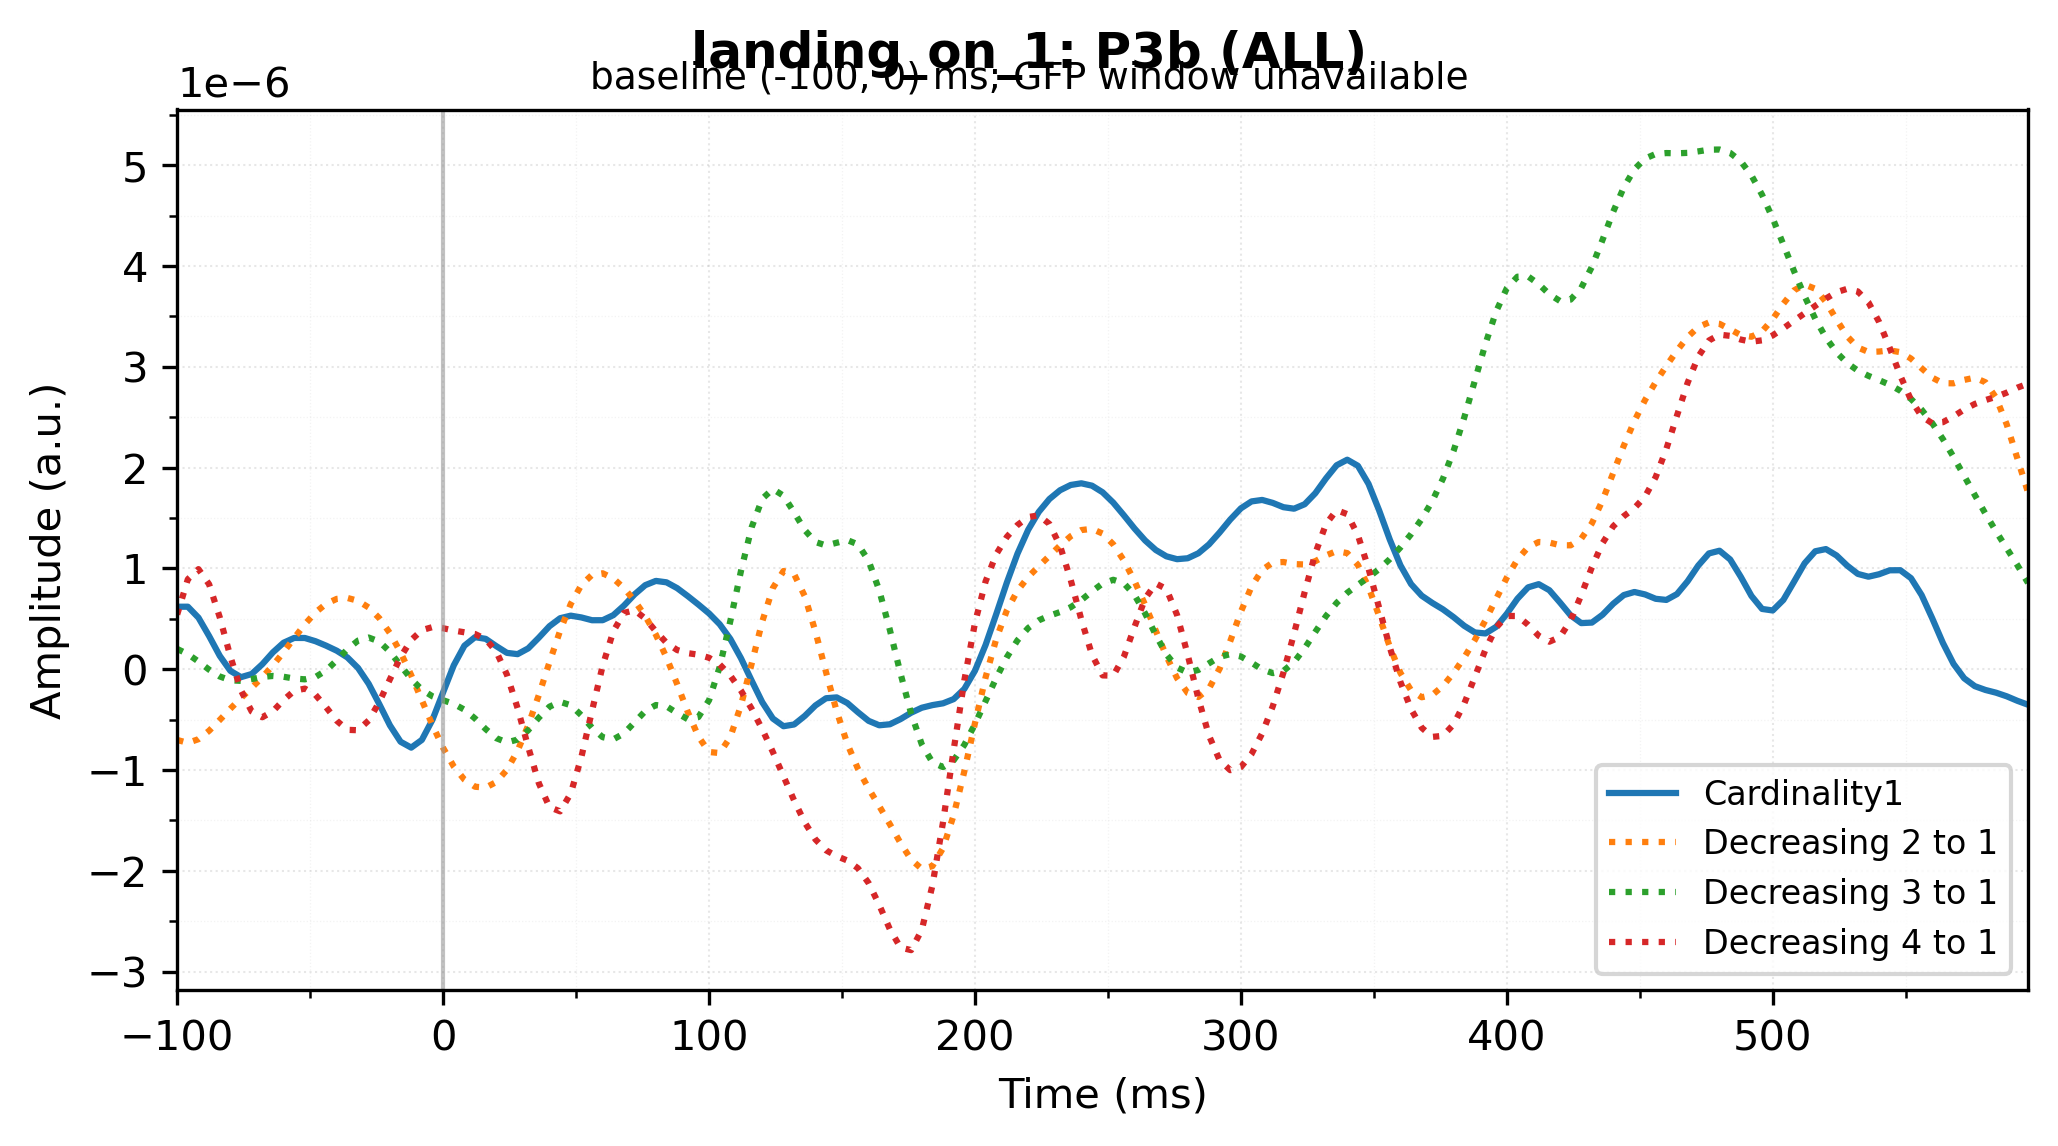 landing_on_1: P3b (ALL)
baseline (-100, 0) ms; GFP window unavailable
1e−6
5
4
3
2
1
0
−1
−2
−3
Amplitude (a.u.)
−100
0
100
200
300
400
500
Time (ms)
Cardinality1
Decreasing 2 to 1
Decreasing 3 to 1
Decreasing 4 to 1